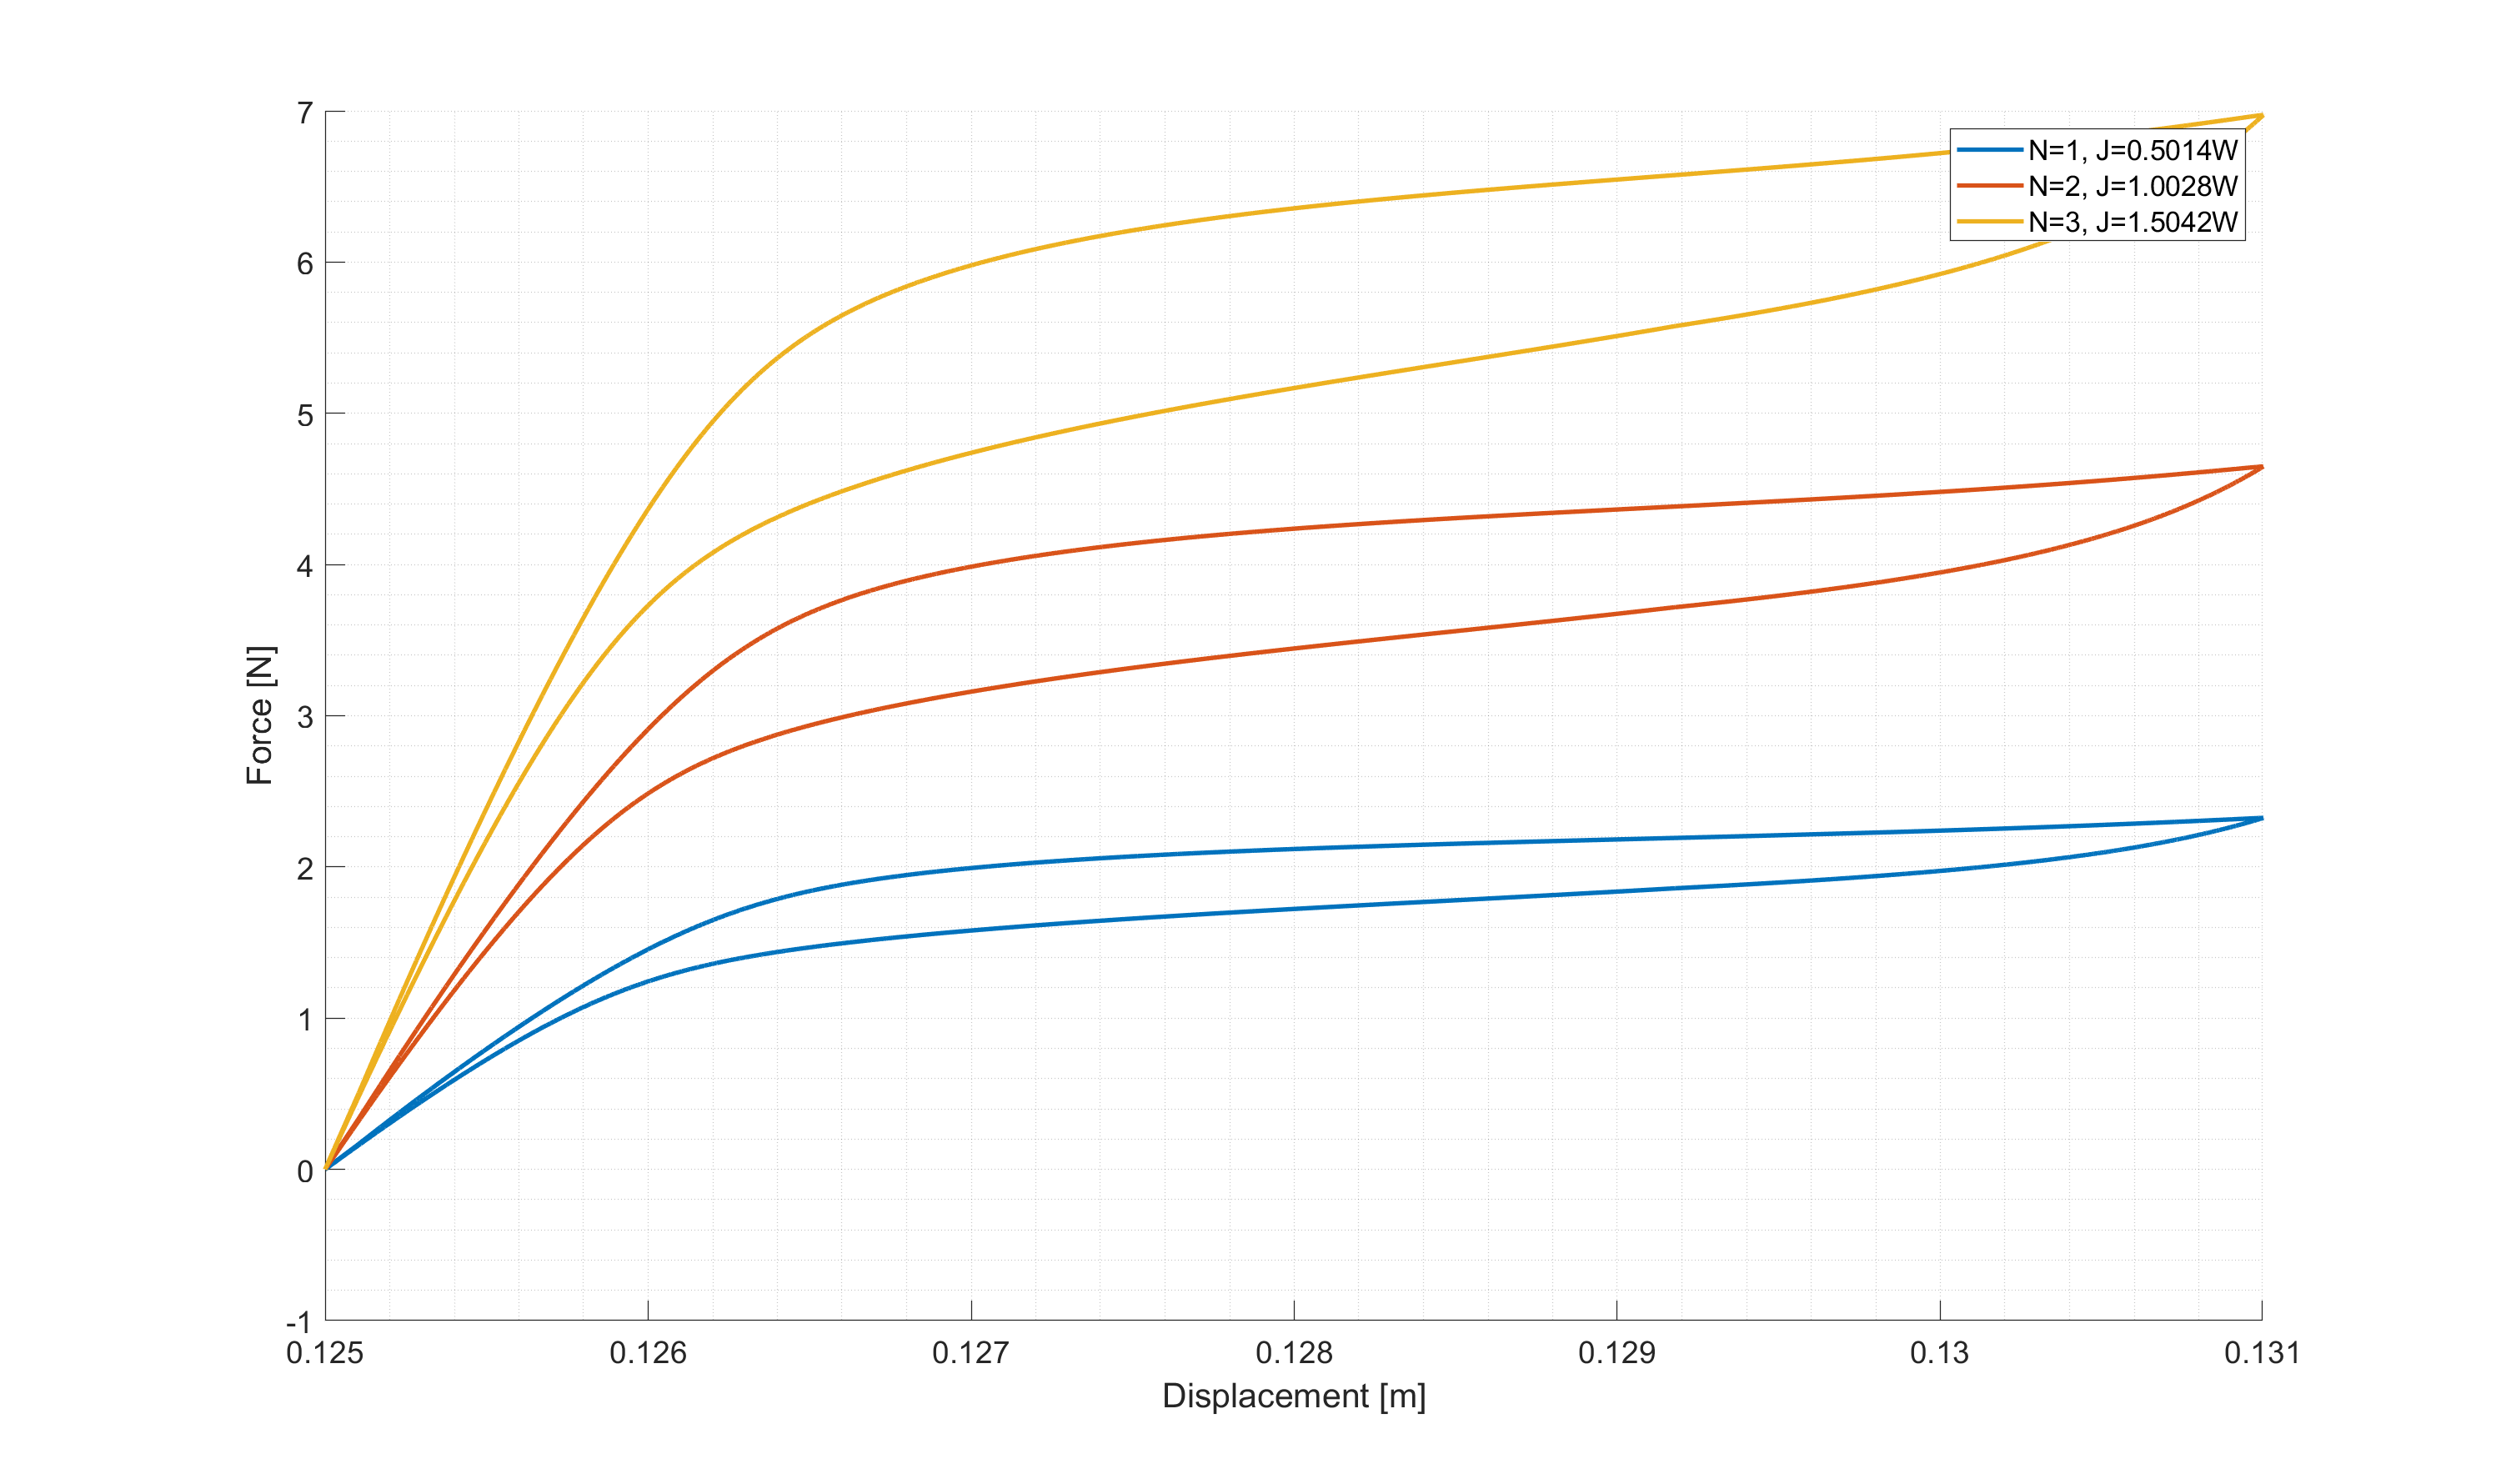 7
6
5
4
3
2
1
0
-1
Force [N]
N=1, J=0.5014W
N=2, J=1.0028W
N=3, J=1.5042W
0.125 0.126 0.127 0.128 0.129 0.13 0.131
Displacement [m]